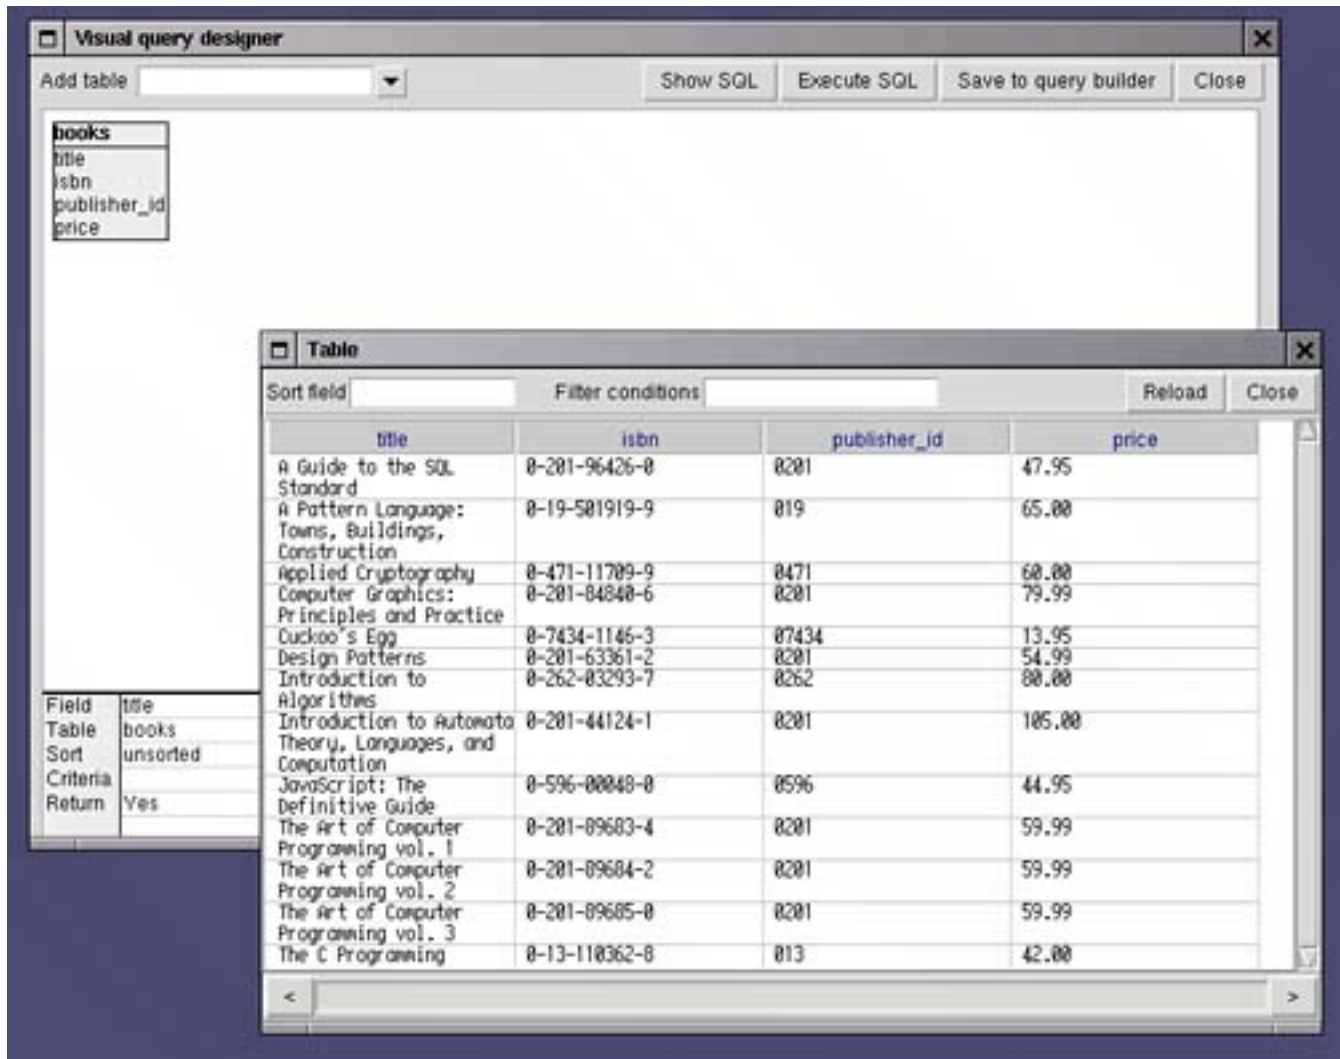 Visual query designer
Add table Show SQL Execute SQL Save to query builder Close
books
title
isbn
publisher_id
price
Field title
Table books
Sort unsorted
Criteria
Return Yes
Table
Sort field Filter conditions Reload Close
title isbn publisher_id price
A Guide to the SQL 0-201-96426-0 0201 47.95
Standard
A Pattern Language: 0-19-501919-9 019 65.00
Towns, Buildings,
Construction
Applied Cryptography 0-471-11709-9 0471 60.00
Computer Graphics: 0-201-84840-6 0201 79.99
Principles and Practice
Cuckoo's Egg 0-7434-1146-3 07434 13.95
Design Patterns 0-201-63361-2 0201 54.99
Introduction to 0-262-03293-7 0262 80.00
Algorithms
Introduction to Automata 0-201-44124-1 0201 105.00
Theory, Languages, and
Computation
JavaScript: The 0-596-00048-0 0596 44.95
Definitive Guide
The Art of Computer 0-201-89683-4 0201 59.99
Programming vol. 1
The Art of Computer 0-201-89684-2 0201 59.99
Programming vol. 2
The Art of Computer 0-201-89685-0 0201 59.99
Programming vol. 3
The C Programming 0-13-110362-8 013 42.00
< >